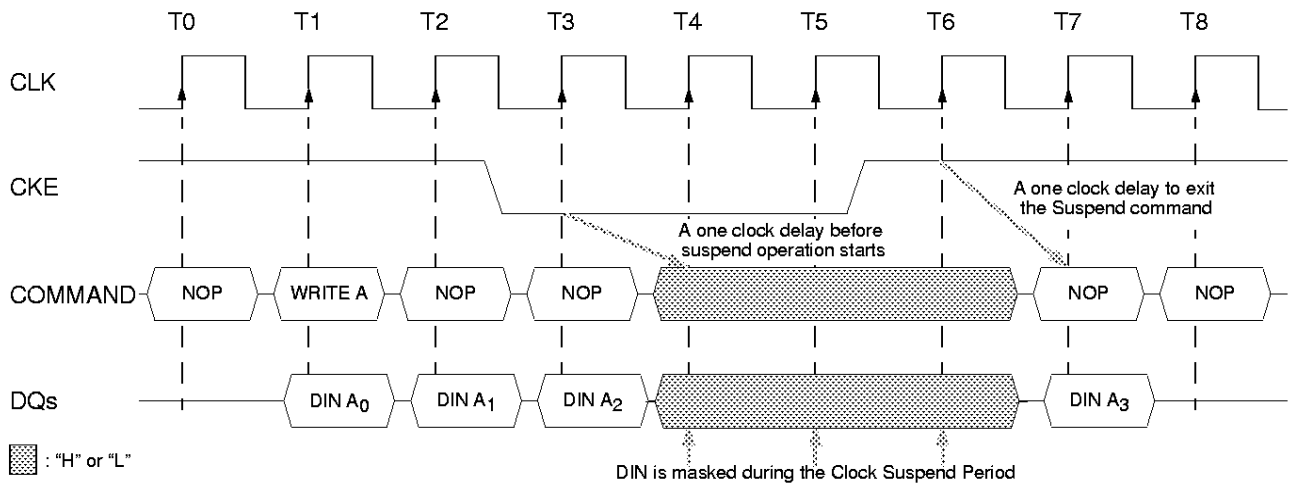 T0 T1 T2 T3 T4 T5 T6 T7 T8
CLK
CKE
A one clock delay to exit
the Suspend command
A one clock delay before
suspend operation starts
COMMAND NOP WRITE A NOP NOP NOP NOP
DQs DIN A0 DIN A1 DIN A2 DIN A3
: “H” or “L”
DIN is masked during the Clock Suspend Period